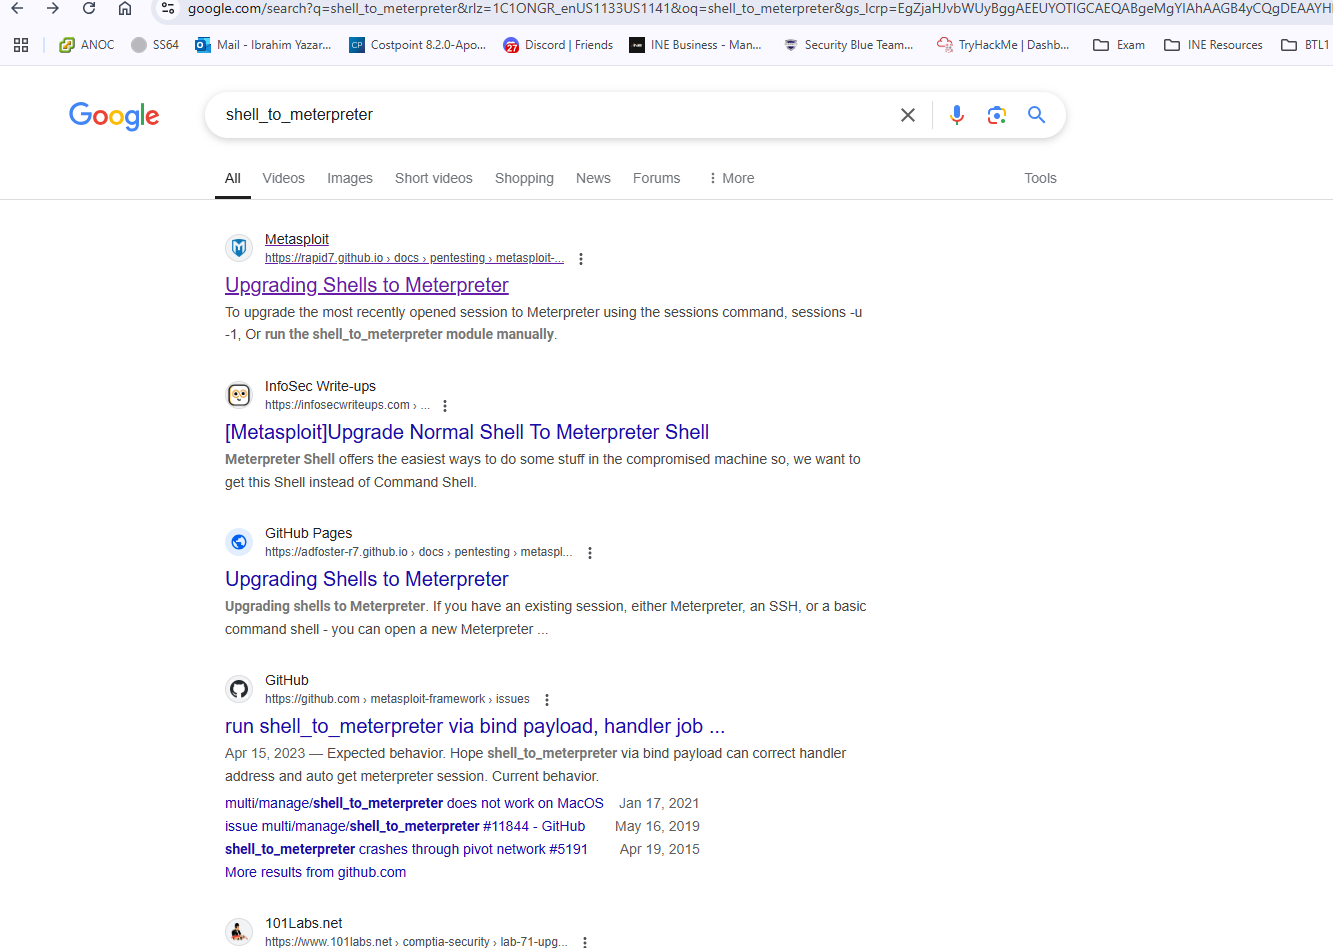 google.com/search?q=shell_to_meterpreter&rlz=1C1ONGR_enUS1133US1141&oq=shell_to_meterpreter&gs_lcrp=EgZjaHJvbWUyBggAEEUYOTIGCAEQABgeMgYIAhAAGB4yCQgDEAAYH
ANOC SS64 Mail - Ibrahim Yazar... CP Costpoint 8.2.0-Apo... 27 Discord | Friends INE Business - Man... Security Blue Team... TryHackMe | Dashb... Exam INE Resources BTL1
Google shell_to_meterpreter
All Videos Images Short videos Shopping News Forums More Tools
Metasploit
https://rapid7.github.io › docs › pentesting › metasploit-...
Upgrading Shells to Meterpreter
To upgrade the most recently opened session to Meterpreter using the sessions command, sessions -u
-1, Or run the shell_to_meterpreter module manually.
InfoSec Write-ups
https://infosecwriteups.com › ...
[Metasploit]Upgrade Normal Shell To Meterpreter Shell
Meterpreter Shell offers the easiest ways to do some stuff in the compromised machine so, we want to
get this Shell instead of Command Shell.
GitHub Pages
https://adfoster-r7.github.io › docs › pentesting › metaspl...
Upgrading Shells to Meterpreter
Upgrading shells to Meterpreter. If you have an existing session, either Meterpreter, an SSH, or a basic
command shell - you can open a new Meterpreter ...
GitHub
https://github.com › metasploit-framework › issues
run shell_to_meterpreter via bind payload, handler job ...
Apr 15, 2023 — Expected behavior. Hope shell_to_meterpreter via bind payload can correct handler
address and auto get meterpreter session. Current behavior.
multi/manage/shell_to_meterpreter does not work on MacOS Jan 17, 2021
issue multi/manage/shell_to_meterpreter #11844 - GitHub May 16, 2019
shell_to_meterpreter crashes through pivot network #5191 Apr 19, 2015
More results from github.com
101Labs.net
https://www.101labs.net › comptia-security › lab-71-upg...